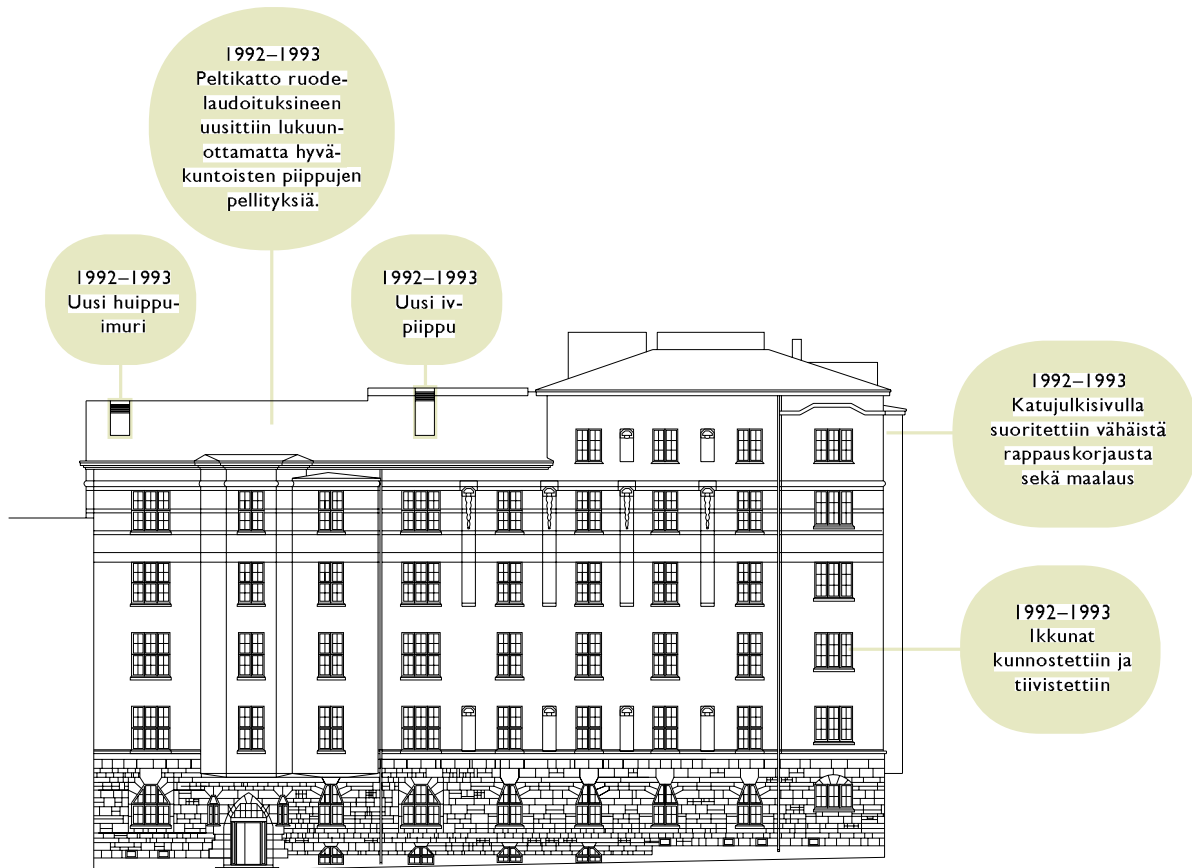 1992–1993
Peltikatto ruode-
laudoituksineen
uusittiin lukuun-
ottamatta hyvä-
kuntoisten piippujen
pellityksiä.
1992–1993
Uusi huippu-
imuri
1992–1993
Uusi iv-
piippu
1992–1993
Katujulkisivulla
suoritettiin vähäistä
rappauskorjausta
sekä maalaus
1992–1993
Ikkunat
kunnostettiin ja
tiivistettiin